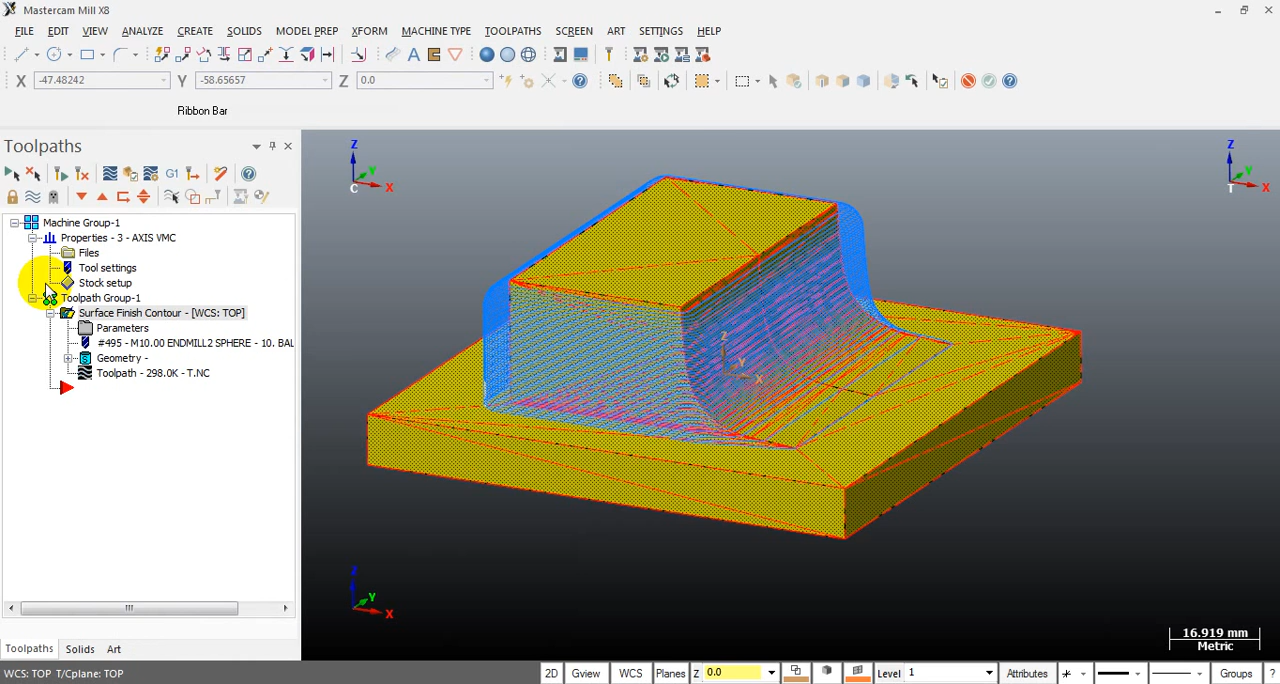 Mastercam Mill X8
FILE EDIT VIEW ANALYZE CREATE SOLIDS MODEL PREP XFORM MACHINE TYPE TOOLPATHS SCREEN ART SETTINGS HELP
X -47.48242 Y -58.65657 Z 0.0
Ribbon Bar
Toolpaths
G1
Machine Group-1
Properties - 3 - AXIS VMC
Files
Tool settings
Stock setup
Toolpath Group-1
Surface Finish Contour - [WCS: TOP]
Parameters
#495 - M10.00 ENDMILL2 SPHERE - 10. BAL
Geometry -
Toolpath - 298.0K - T.NC
Z Y X C
Z Y X T
Z Y X
Z Y X
16.919 mm
Metric
Toolpaths Solids Art
WCS: TOP T/Cplane: TOP
2D Gview WCS Planes Z 0.0 Level 1 Attributes Groups ?